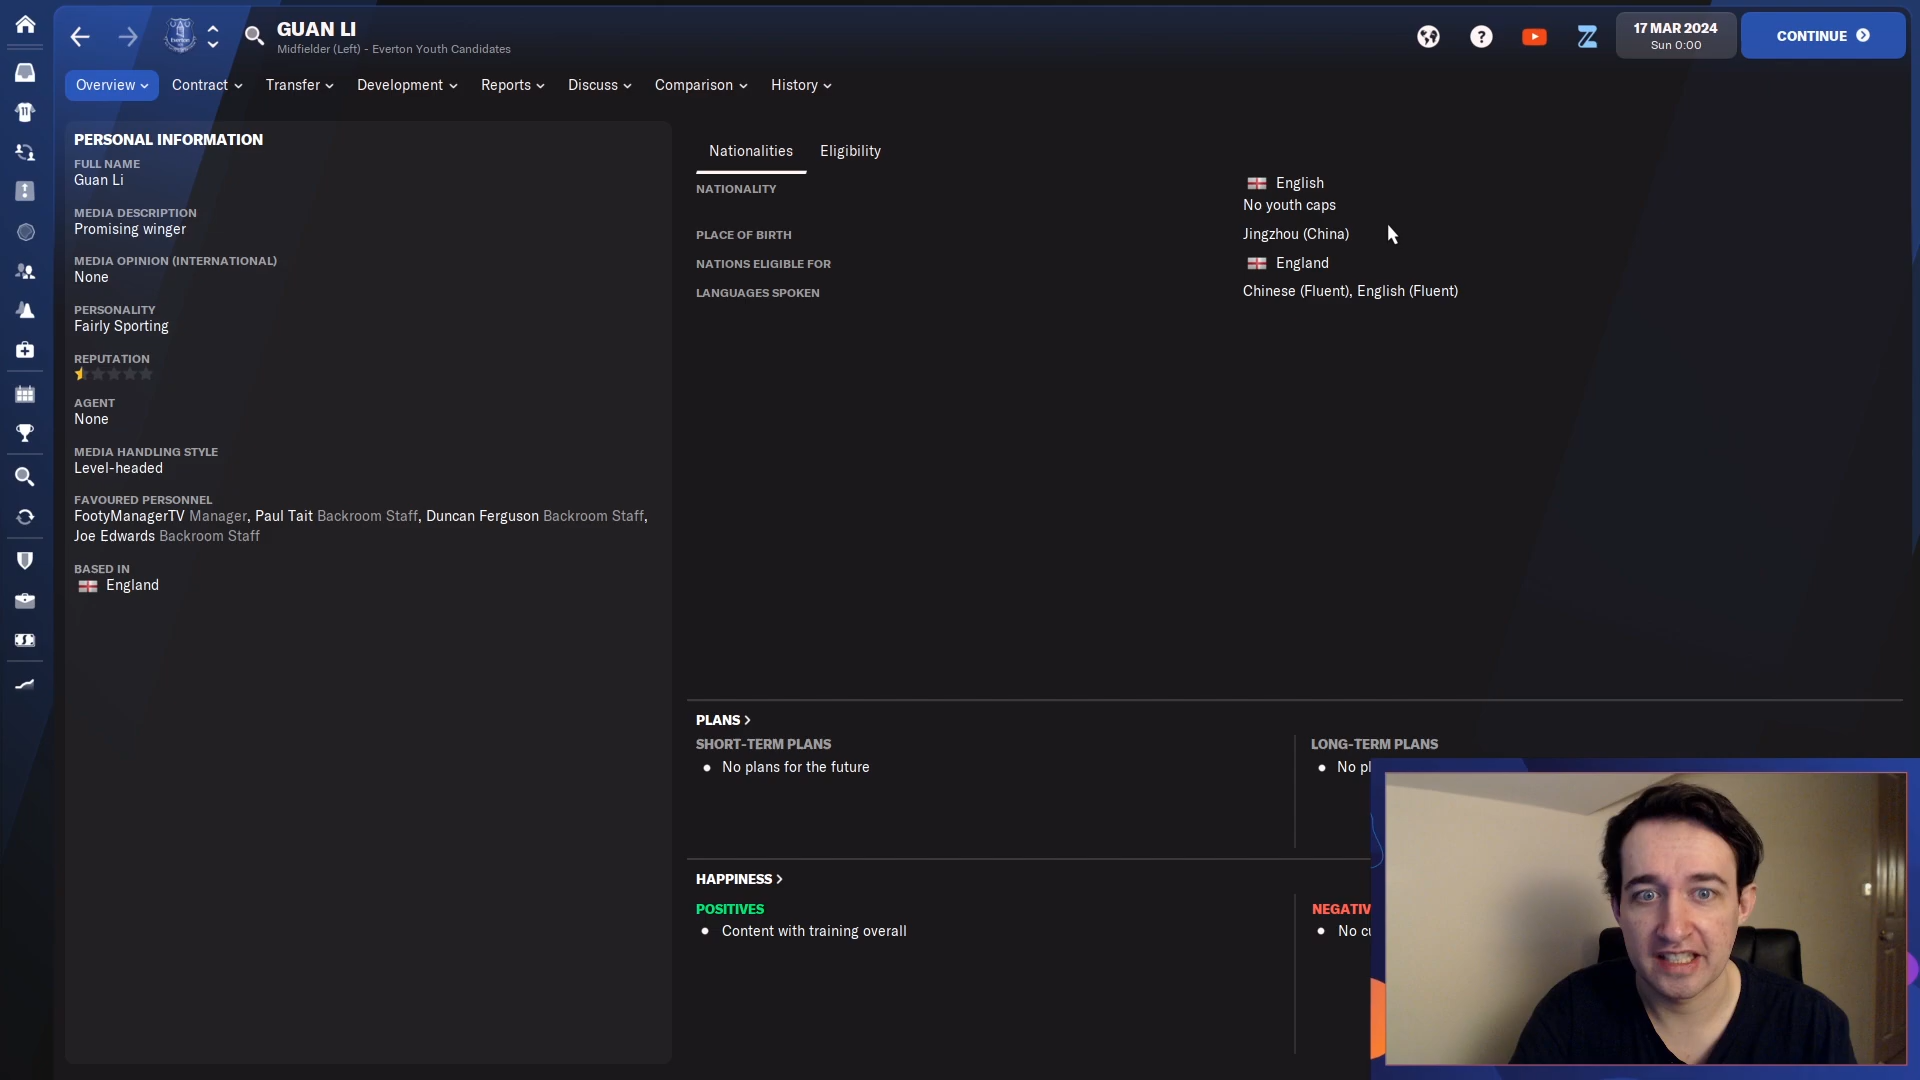 GUAN LI
Midfielder (Left) - Everton Youth Candidates
17 MAR 2024
Sun 0:00
CONTINUE
Overview
Contract
Transfer
Development
Reports
Discuss
Comparison
History
PERSONAL INFORMATION
FULL NAME
Guan Li
MEDIA DESCRIPTION
Promising winger
MEDIA OPINION (INTERNATIONAL)
None
PERSONALITY
Fairly Sporting
REPUTATION
AGENT
None
MEDIA HANDLING STYLE
Level-headed
FAVOURED PERSONNEL
FootyManagerTV Manager, Paul Tait Backroom Staff, Duncan Ferguson Backroom Staff,
Joe Edwards Backroom Staff
BASED IN
England
Nationalities
Eligibility
NATIONALITY
English
No youth caps
PLACE OF BIRTH
Jingzhou (China)
NATIONS ELIGIBLE FOR
England
LANGUAGES SPOKEN
Chinese (Fluent), English (Fluent)
PLANS
SHORT-TERM PLANS
No plans for the future
LONG-TERM PLANS
No pl
HAPPINESS
POSITIVES
Content with training overall
NEGATIV
No cu